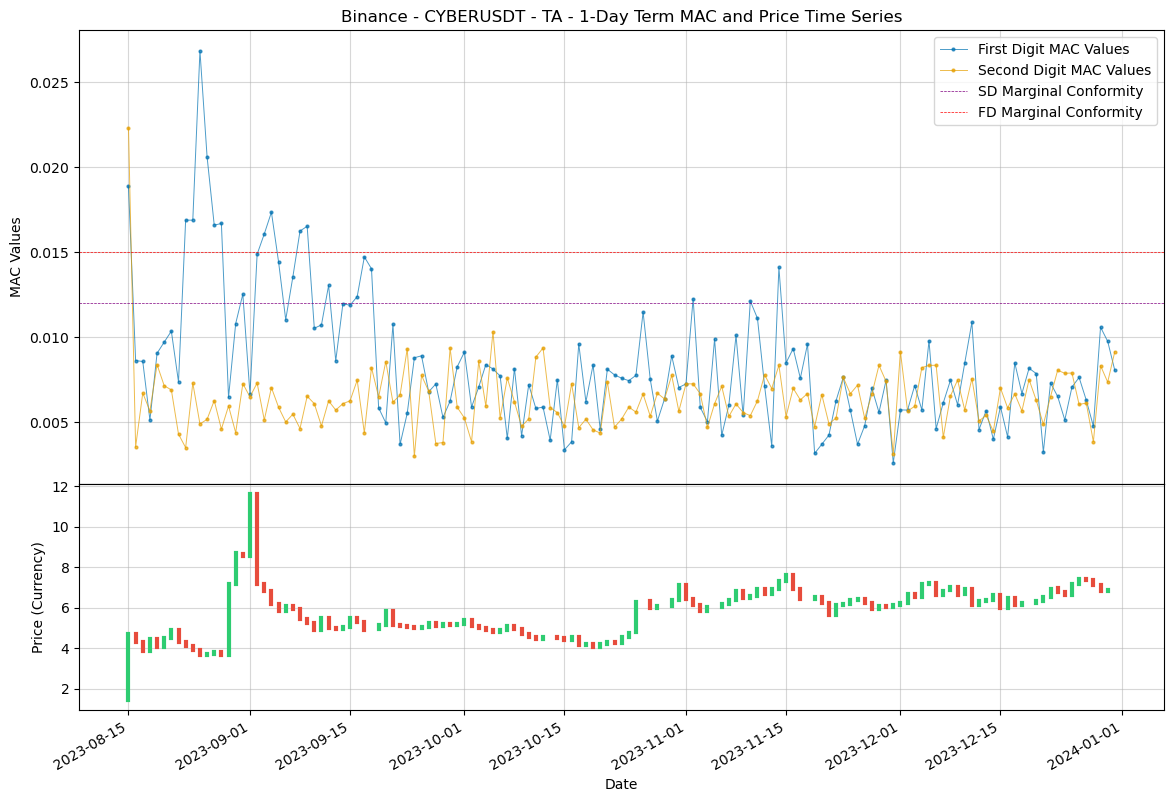 Binance - CYBERUSDT - TA - 1-Day Term MAC and Price Time Series
First Digit MAC Values
Second Digit MAC Values
SD Marginal Conformity
FD Marginal Conformity
0.025
0.020
0.015
0.010
0.005
MAC Values
12
10
8
6
4
2
Price (Currency)
2023-08-15
2023-09-01
2023-09-15
2023-10-01
2023-10-15
2023-11-01
2023-11-15
2023-12-01
2023-12-15
2024-01-01
Date